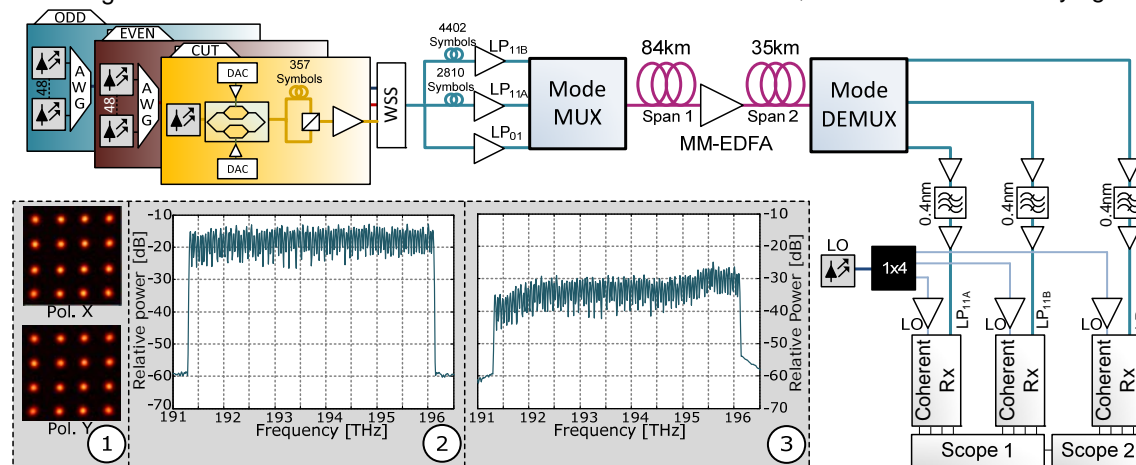 ODD
EVEN
CUT
48
AWG
48
AWG
DAC
DAC
357
Symbols
WSS
4402
Symbols
LP11B
2810
Symbols
LP11A
LP01
Mode
MUX
84km
Span 1
MM-EDFA
35km
Span 2
Mode
DEMUX
0.4nm
0.4nm
0.4nm
LO
1x4
LO
LP11A
LO
LP11B
LO
Coherent
Rx
Coherent
Rx
Coherent
Rx
Scope 1
Scope 2
Pol. X
Pol. Y
1
Relative power [dB]
-10
-20
-30
-40
-50
-60
-70
191 192 193 194 195 196
Frequency [THz]
2
-10
-20
-30
-40
-50
-60
-70
Relative Power [dB]
191 192 193 194 195 196
Frequency [THz]
3